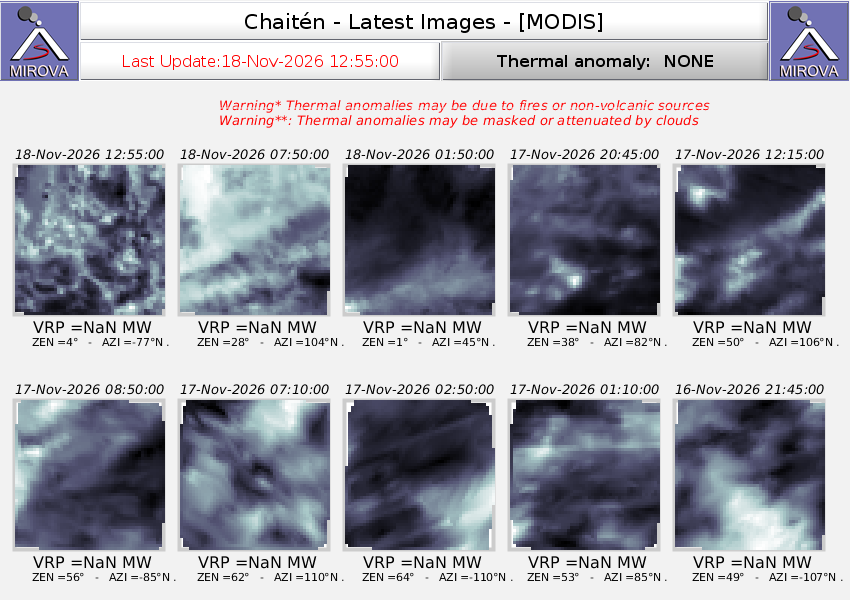 Chaitén - Latest Images - [MODIS]
MIROVA
Last Update:18-Nov-2026 12:55:00
Thermal anomaly: NONE
MIROVA
Warning* Thermal anomalies may be due to fires or non-volcanic sources
Warning**: Thermal anomalies may be masked or attenuated by clouds
18-Nov-2026 12:55:00 18-Nov-2026 07:50:00 18-Nov-2026 01:50:00 17-Nov-2026 20:45:00 17-Nov-2026 12:15:00
VRP =NaN MW VRP =NaN MW VRP =NaN MW VRP =NaN MW VRP =NaN MW
ZEN =4° - AZI =-77°N . ZEN =28° - AZI =104°N . ZEN =1° - AZI =45°N . ZEN =38° - AZI =82°N . ZEN =50° - AZI =106°N .
17-Nov-2026 08:50:00 17-Nov-2026 07:10:00 17-Nov-2026 02:50:00 17-Nov-2026 01:10:00 16-Nov-2026 21:45:00
VRP =NaN MW VRP =NaN MW VRP =NaN MW VRP =NaN MW VRP =NaN MW
ZEN =56° - AZI =-85°N . ZEN =62° - AZI =110°N . ZEN =64° - AZI =-110°N . ZEN =53° - AZI =85°N . ZEN =49° - AZI =-107°N .